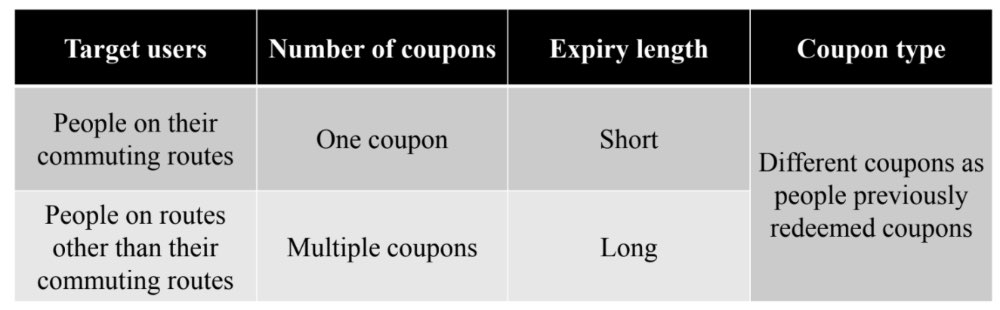 Target users
Number of coupons
Expiry length
Coupon type
People on their
commuting routes
One coupon
Short
Different coupons as
people previously
redeemed coupons
People on routes
other than their
commuting routes
Multiple coupons
Long